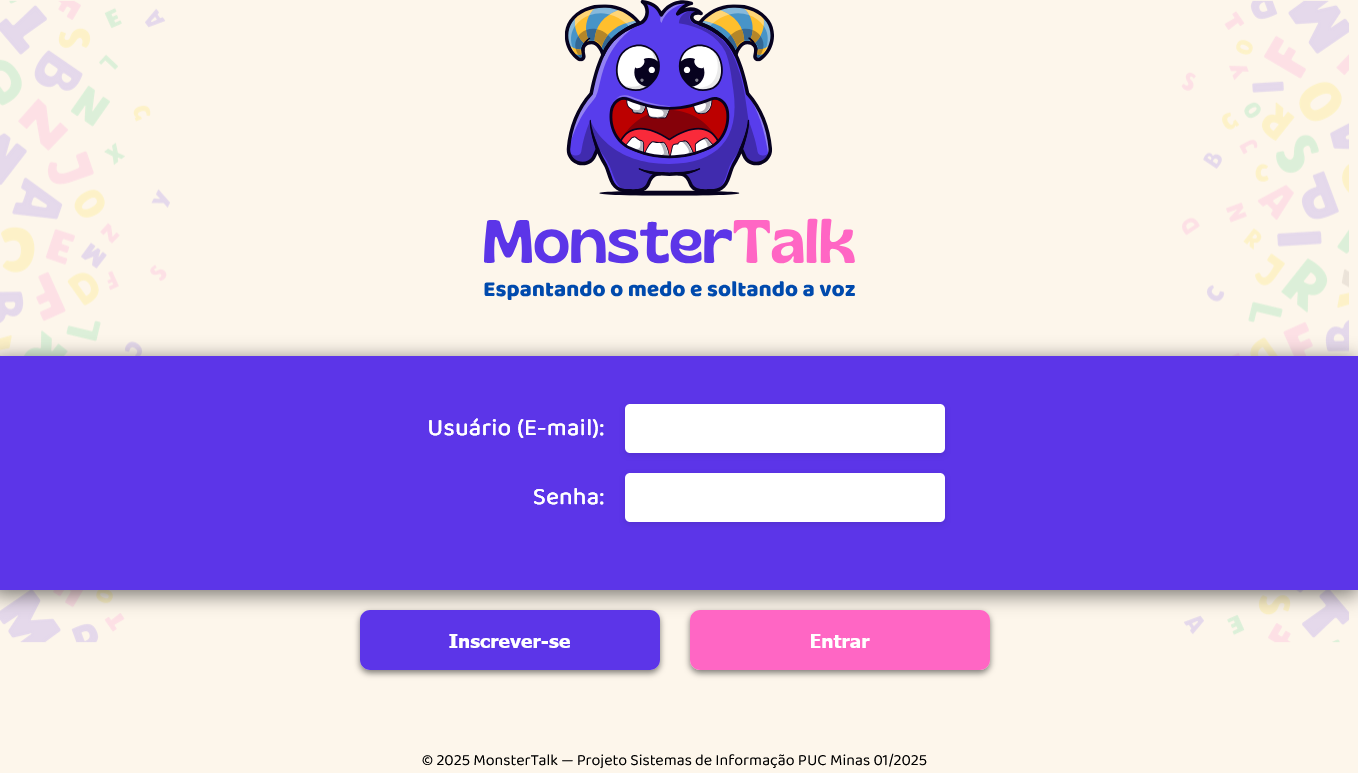 MonsterTalk
Espantando o medo e soltando a voz
Usuário (E-mail):
Senha:
Inscrever-se
Entrar
© 2025 MonsterTalk — Projeto Sistemas de Informação PUC Minas 01/2025